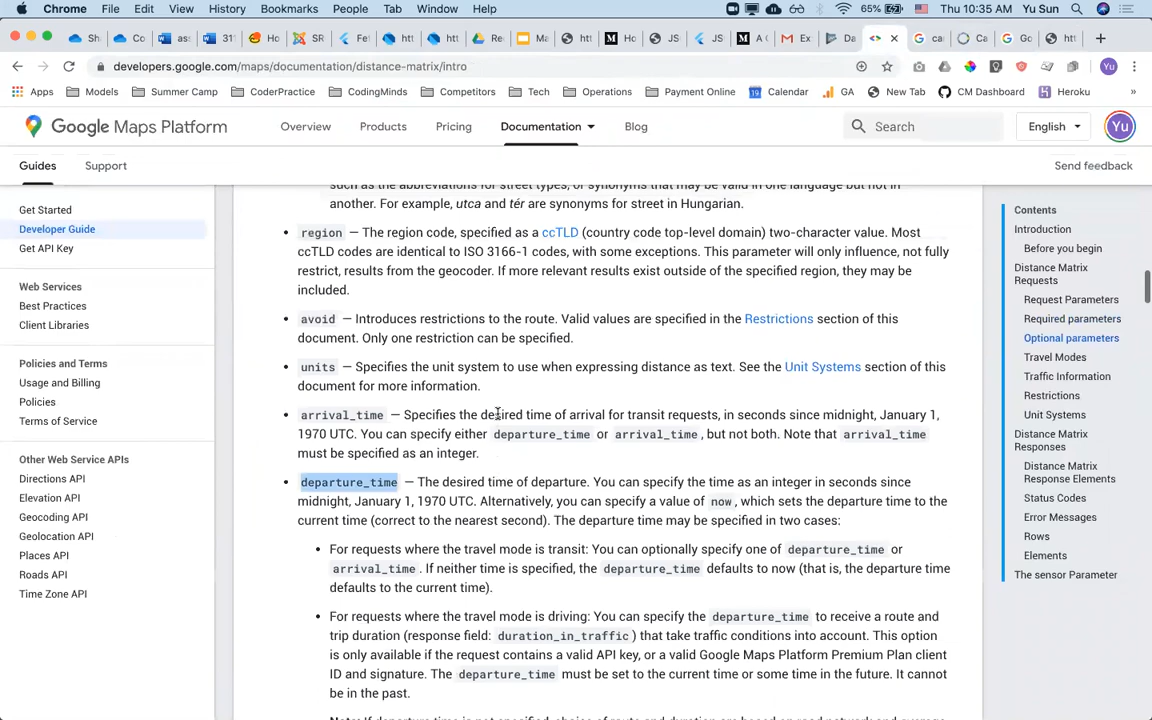 Chrome File Edit View History Bookmarks People Tab Window Help 65% Thu 10:35 AM Yu Sun
Sh Co ass 311 Ho SR Fet htt htt Re Ma htt Me JS JS A C Ex Da ca Ca Go htt
developers.google.com/maps/documentation/distance-matrix/intro
Apps Models Summer Camp CoderPractice CodingMinds Competitors Tech Operations Payment Online Calendar GA New Tab CM Dashboard Heroku »
Google Maps Platform Overview Products Pricing Documentation Blog Search English Yu
Guides Support Send feedback
Get Started
Developer Guide
Get API Key
Web Services
Best Practices
Client Libraries
Policies and Terms
Usage and Billing
Policies
Terms of Service
Other Web Service APIs
Directions API
Elevation API
Geocoding API
Geolocation API
Places API
Roads API
Time Zone API
such as the abbreviations for street types, or synonyms that may be valid in one language but not in
another. For example, utca and tér are synonyms for street in Hungarian.
• region — The region code, specified as a ccTLD (country code top-level domain) two-character value. Most
ccTLD codes are identical to ISO 3166-1 codes, with some exceptions. This parameter will only influence, not fully
restrict, results from the geocoder. If more relevant results exist outside of the specified region, they may be
included.
• avoid — Introduces restrictions to the route. Valid values are specified in the Restrictions section of this
document. Only one restriction can be specified.
• units — Specifies the unit system to use when expressing distance as text. See the Unit Systems section of this
document for more information.
• arrival_time — Specifies the desired time of arrival for transit requests, in seconds since midnight, January 1,
1970 UTC. You can specify either departure_time or arrival_time , but not both. Note that arrival_time
must be specified as an integer.
• departure_time — The desired time of departure. You can specify the time as an integer in seconds since
midnight, January 1, 1970 UTC. Alternatively, you can specify a value of now , which sets the departure time to the
current time (correct to the nearest second). The departure time may be specified in two cases:
• For requests where the travel mode is transit: You can optionally specify one of departure_time or
arrival_time . If neither time is specified, the departure_time defaults to now (that is, the departure time
defaults to the current time).
• For requests where the travel mode is driving: You can specify the departure_time to receive a route and
trip duration (response field: duration_in_traffic ) that take traffic conditions into account. This option
is only available if the request contains a valid API key, or a valid Google Maps Platform Premium Plan client
ID and signature. The departure_time must be set to the current time or some time in the future. It cannot
be in the past.
Contents
Introduction
Before you begin
Distance Matrix
Requests
Request Parameters
Required parameters
Optional parameters
Travel Modes
Traffic Information
Restrictions
Unit Systems
Distance Matrix
Responses
Distance Matrix
Response Elements
Status Codes
Error Messages
Rows
Elements
The sensor Parameter